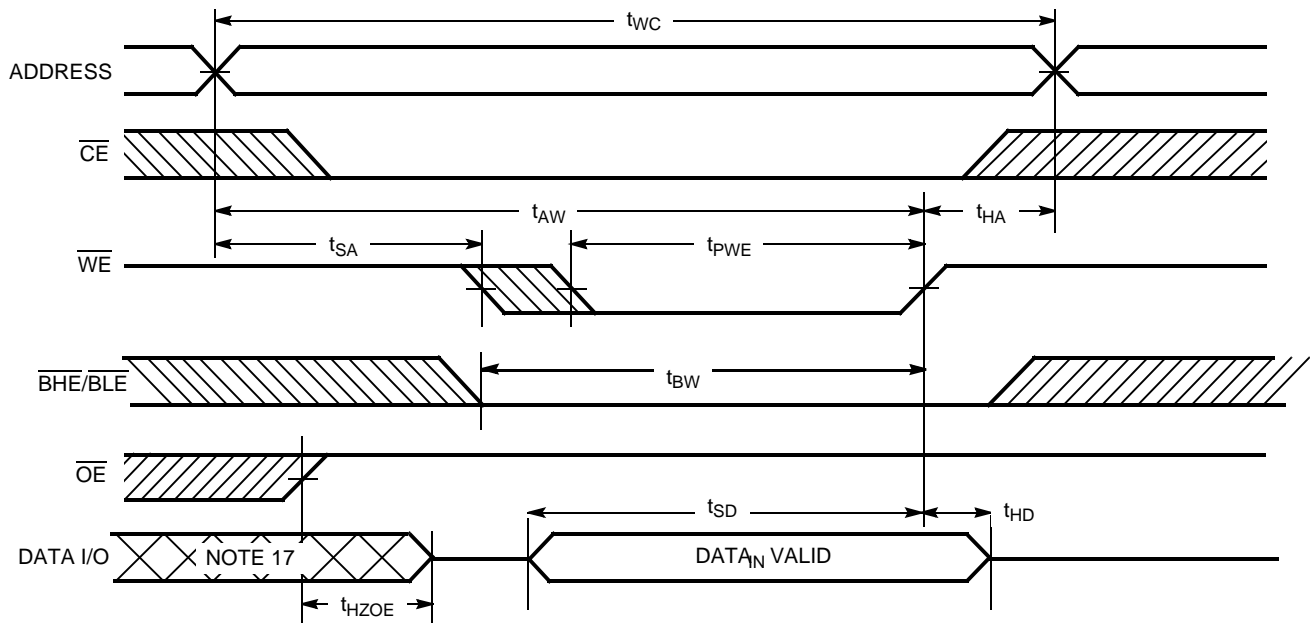 tWC
ADDRESS
CE
tAW
tHA
tSA
tPWE
WE
BHE/BLE
tBW
OE
tSD
tHD
DATA I/O
NOTE 17
DATAIN VALID
tHZOE